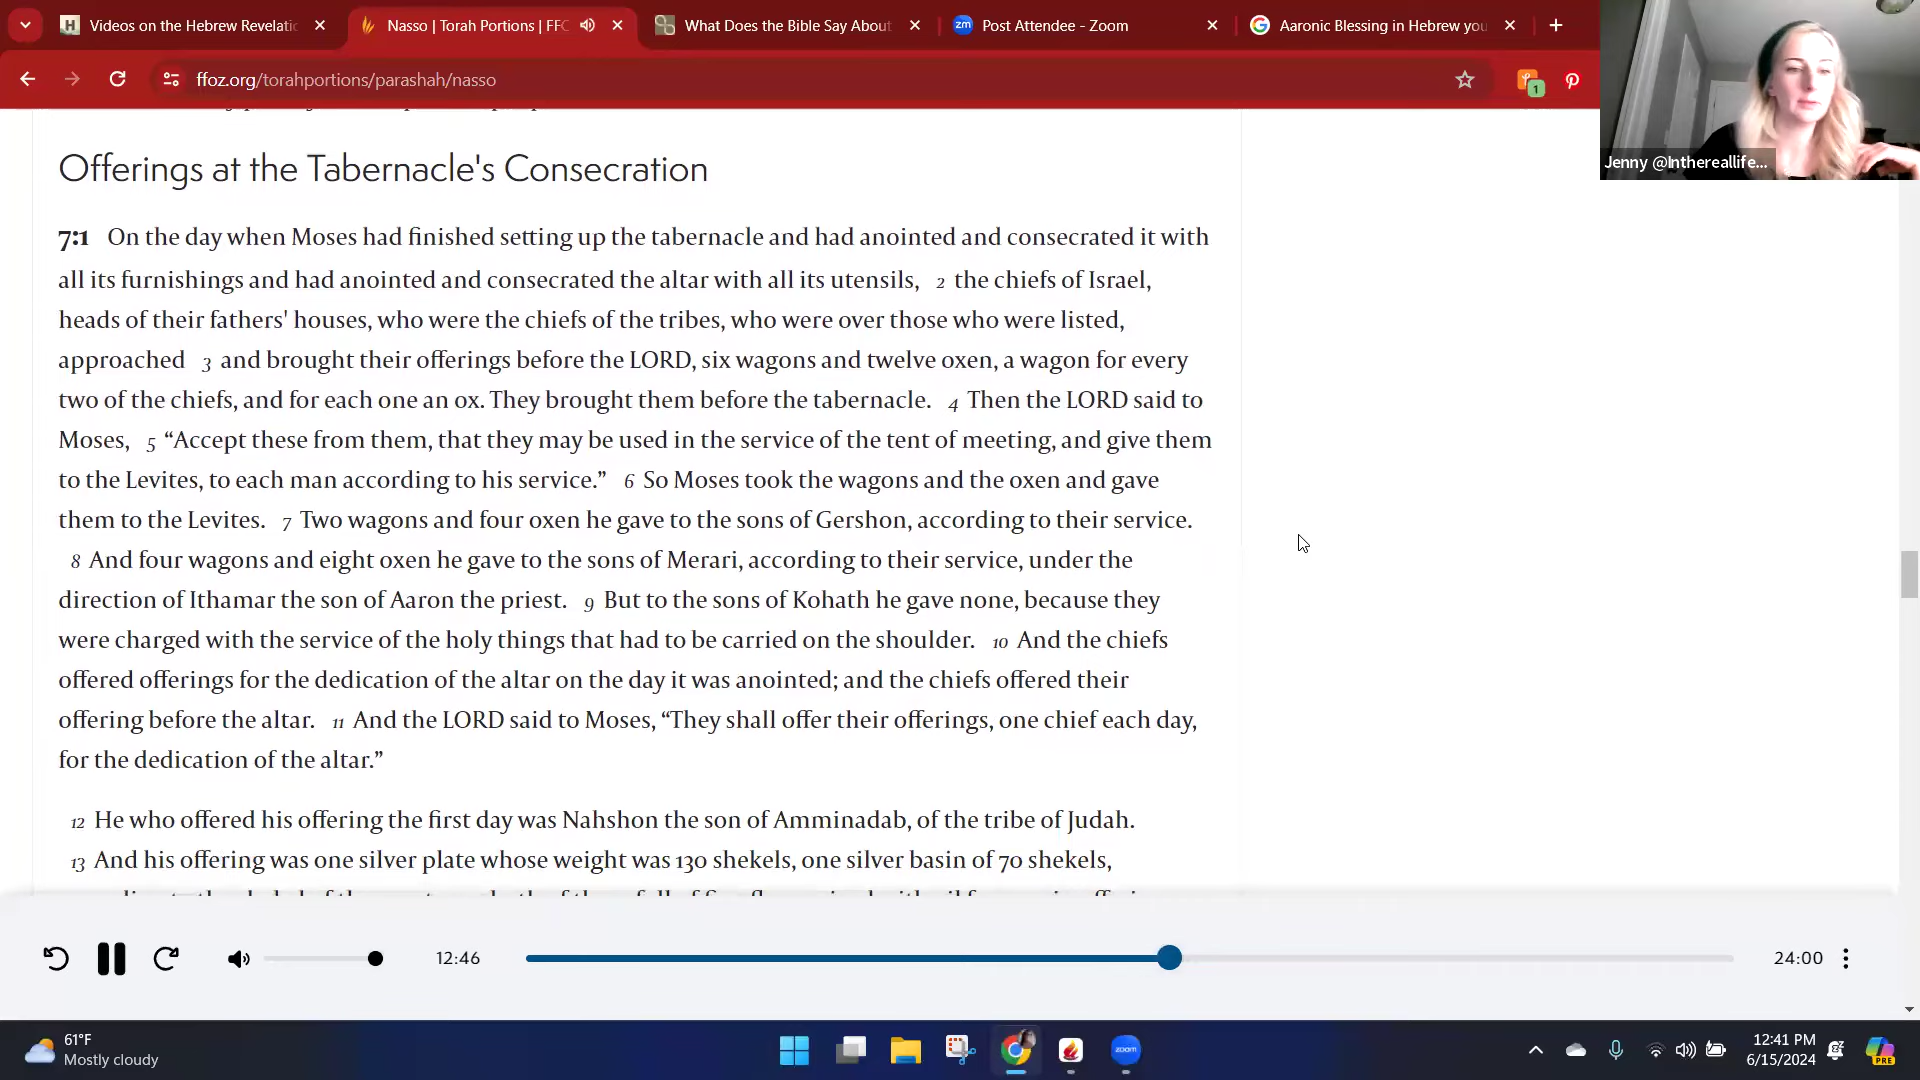 Videos on the Hebrew Revelatio
Nasso | Torah Portions | FFO
What Does the Bible Say About
zm
Post Attendee - Zoom
Aaronic Blessing in Hebrew you
ffoz.org/torahportions/parashah/nasso
1
Jenny @Inthereallife...
Offerings at the Tabernacle's Consecration
7:1 On the day when Moses had finished setting up the tabernacle and had anointed and consecrated it with
all its furnishings and had anointed and consecrated the altar with all its utensils, 2 the chiefs of Israel,
heads of their fathers' houses, who were the chiefs of the tribes, who were over those who were listed,
approached 3 and brought their offerings before the LORD, six wagons and twelve oxen, a wagon for every
two of the chiefs, and for each one an ox. They brought them before the tabernacle. 4 Then the LORD said to
Moses, 5 “Accept these from them, that they may be used in the service of the tent of meeting, and give them
to the Levites, to each man according to his service.” 6 So Moses took the wagons and the oxen and gave
them to the Levites. 7 Two wagons and four oxen he gave to the sons of Gershon, according to their service.
8 And four wagons and eight oxen he gave to the sons of Merari, according to their service, under the
direction of Ithamar the son of Aaron the priest. 9 But to the sons of Kohath he gave none, because they
were charged with the service of the holy things that had to be carried on the shoulder. 10 And the chiefs
offered offerings for the dedication of the altar on the day it was anointed; and the chiefs offered their
offering before the altar. 11 And the LORD said to Moses, “They shall offer their offerings, one chief each day,
for the dedication of the altar.”
12 He who offered his offering the first day was Nahshon the son of Amminadab, of the tribe of Judah.
13 And his offering was one silver plate whose weight was 130 shekels, one silver basin of 70 shekels,
12:46
24:00
61°F
Mostly cloudy
zoom
12:41 PM
6/15/2024
PRE